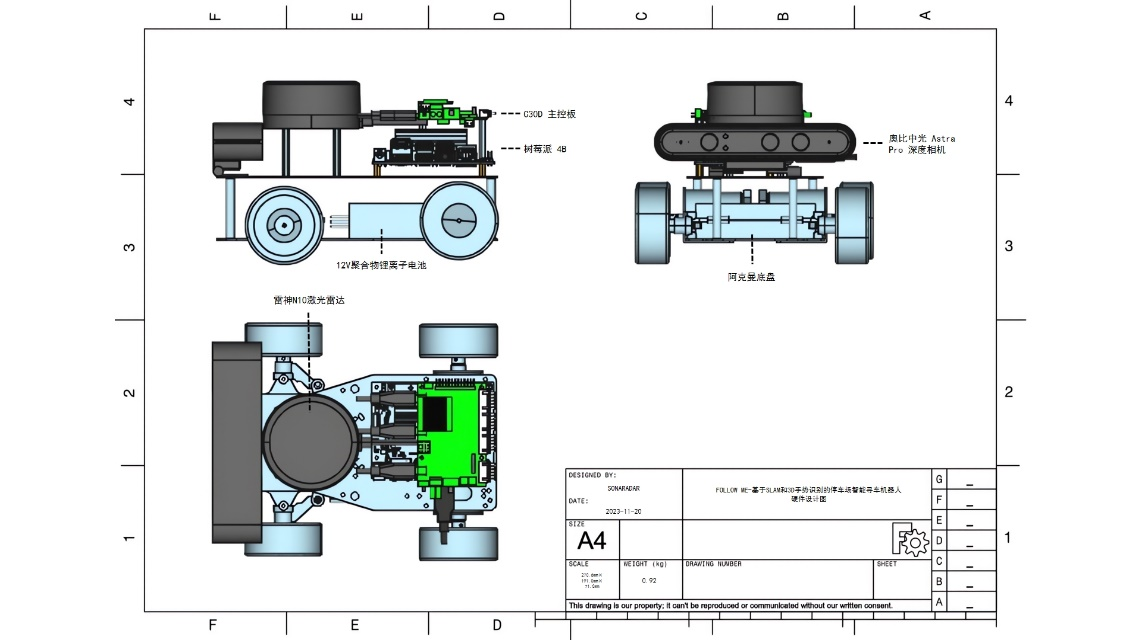 F E D C B A
4 4
C30D 主控板
树莓派 4B
奥比中光 Astra
Pro 深度相机
3 3
12V聚合物锂离子电池
阿克曼底盘
雷神N10激光雷达
2 2
1 1
DESIGNED BY:
SONARADAR
DATE:
2023-11-20
FOLLOW ME-基于SLAM和3D手势识别的停车场智能寻车机器人
硬件设计图
SIZE
A4
SCALE
WEIGHT (kg)
0.92
DRAWING NUMBER
SHEET
G _
F _
E _
D _
C _
B _
A _
This drawing is our property; it can't be reproduced or communicated without our written consent.
F E D C B A